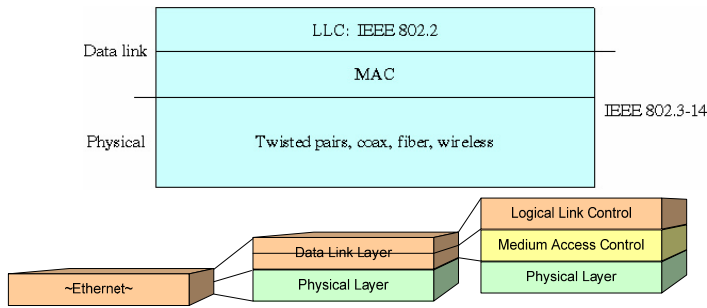 LLC: IEEE 802.2
Data link
MAC
IEEE 802.3-14
Physical
Twisted pairs, coax, fiber, wireless
Logical Link Control
Data Link Layer
Medium Access Control
~Ethernet~
Physical Layer
Physical Layer